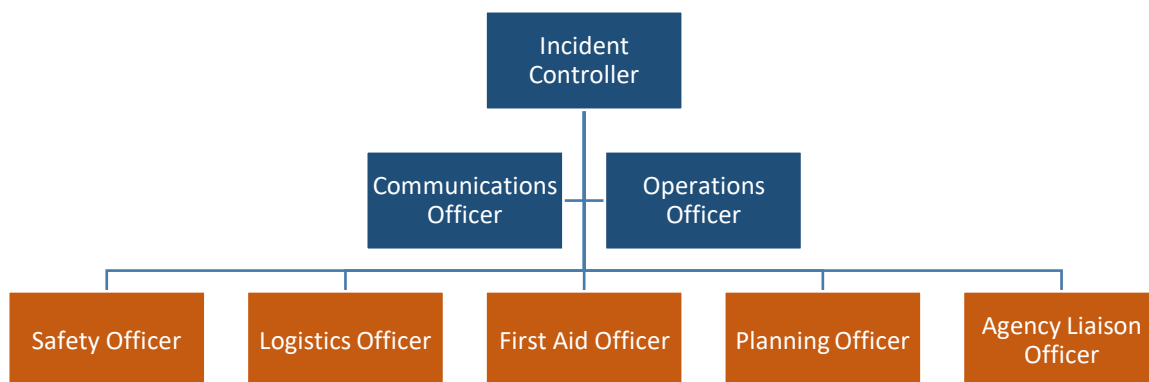 Incident
Controller
Communications
Officer
Operations
Officer
Safety Officer
Logistics Officer
First Aid Officer
Planning Officer
Agency Liaison
Officer